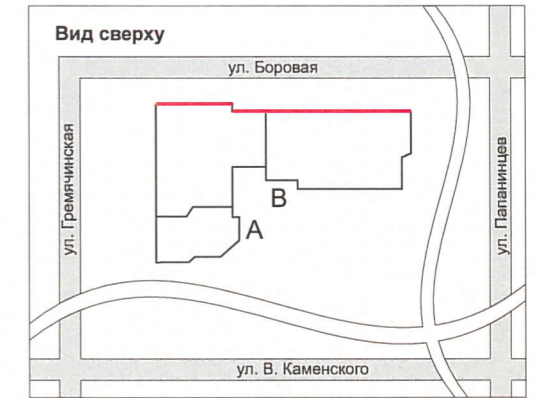 Вид сверху
ул. Боровая
ул. Гремячинская
ул. Папанинцев
B
A
ул. В. Каменского